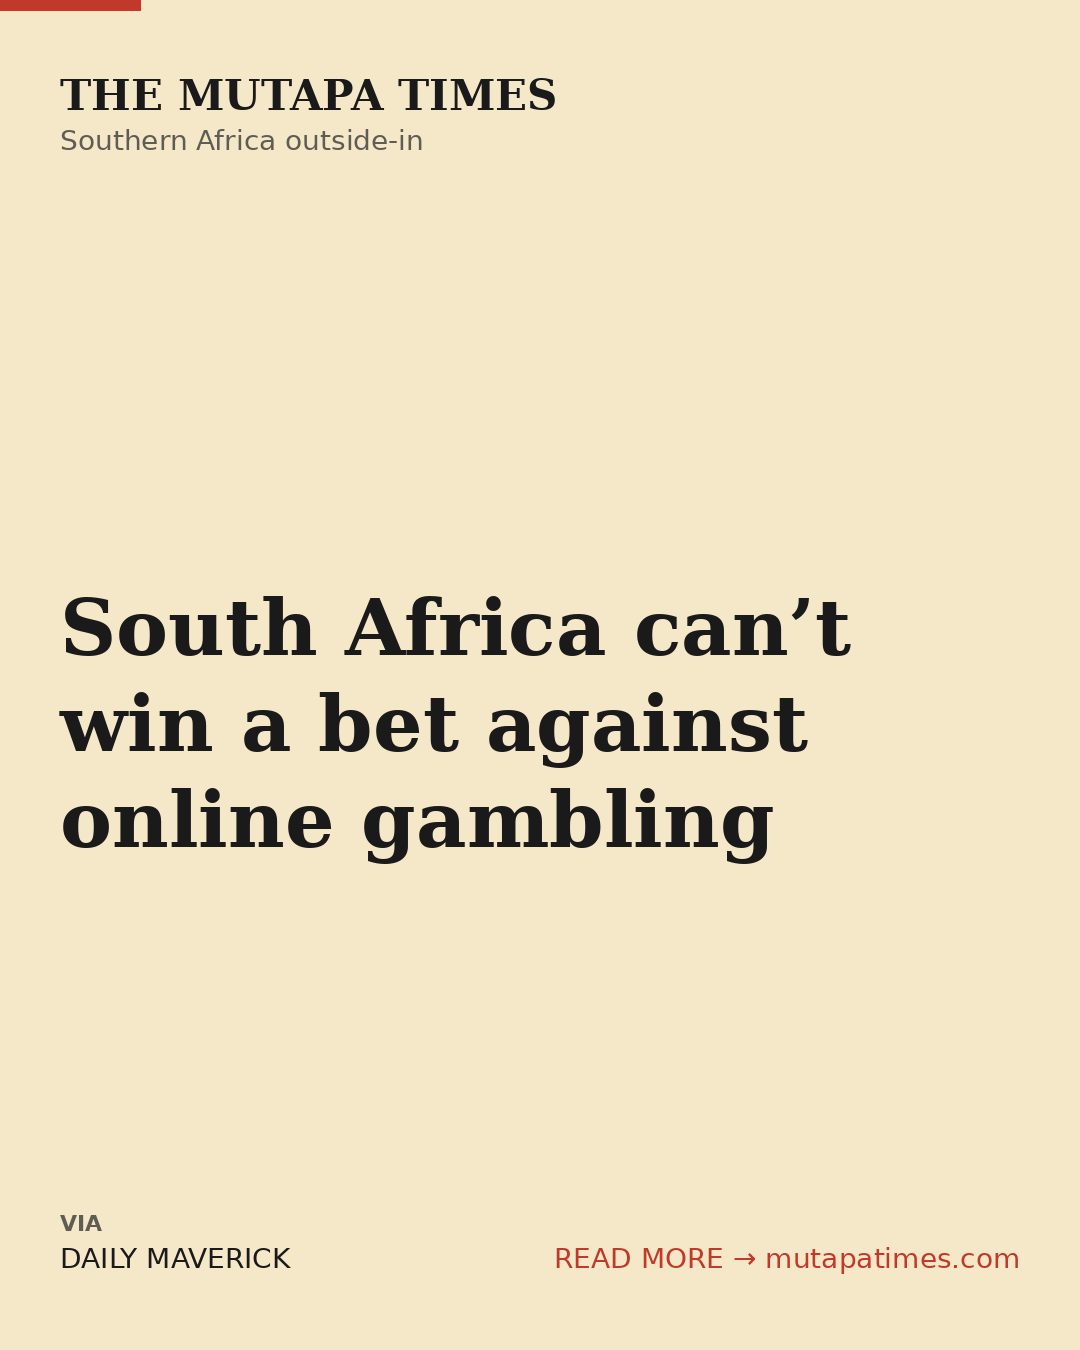 THE MUTAPA TIMES
Southern Africa outside-in
South Africa can’t
win a bet against
online gambling
VIA
DAILY MAVERICK
READ MORE → mutapatimes.com